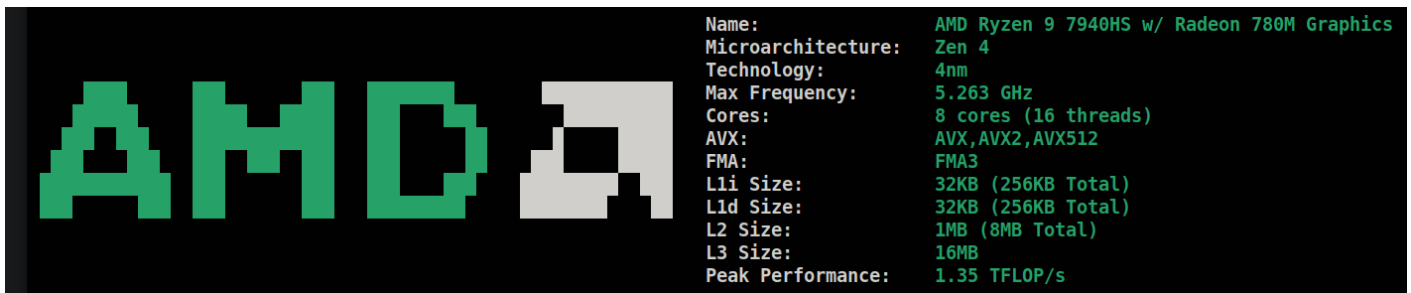 AMD
Name: AMD Ryzen 9 7940HS w/ Radeon 780M Graphics
Microarchitecture: Zen 4
Technology: 4nm
Max Frequency: 5.263 GHz
Cores: 8 cores (16 threads)
AVX: AVX,AVX2,AVX512
FMA: FMA3
L1i Size: 32KB (256KB Total)
L1d Size: 32KB (256KB Total)
L2 Size: 1MB (8MB Total)
L3 Size: 16MB
Peak Performance: 1.35 TFLOP/s